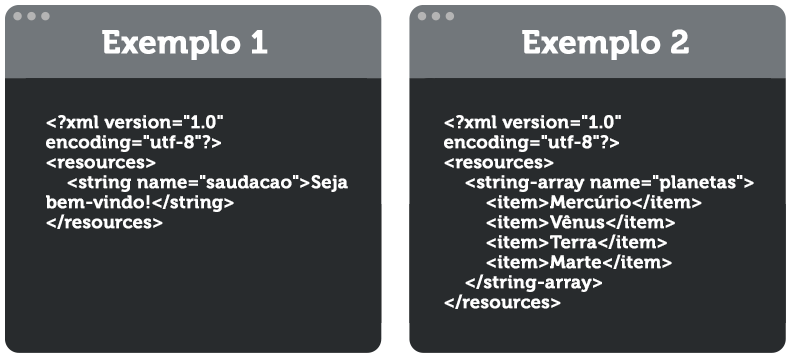 Exemplo 1
<?xml version="1.0"
encoding="utf-8"?>
<resources>
<string name="saudacao">Seja
bem-vindo!</string>
</resources>
Exemplo 2
<?xml version="1.0"
encoding="utf-8"?>
<resources>
<string-array name="planetas">
<item>Mercúrio</item>
<item>Vênus</item>
<item>Terra</item>
<item>Marte</item>
</string-array>
</resources>